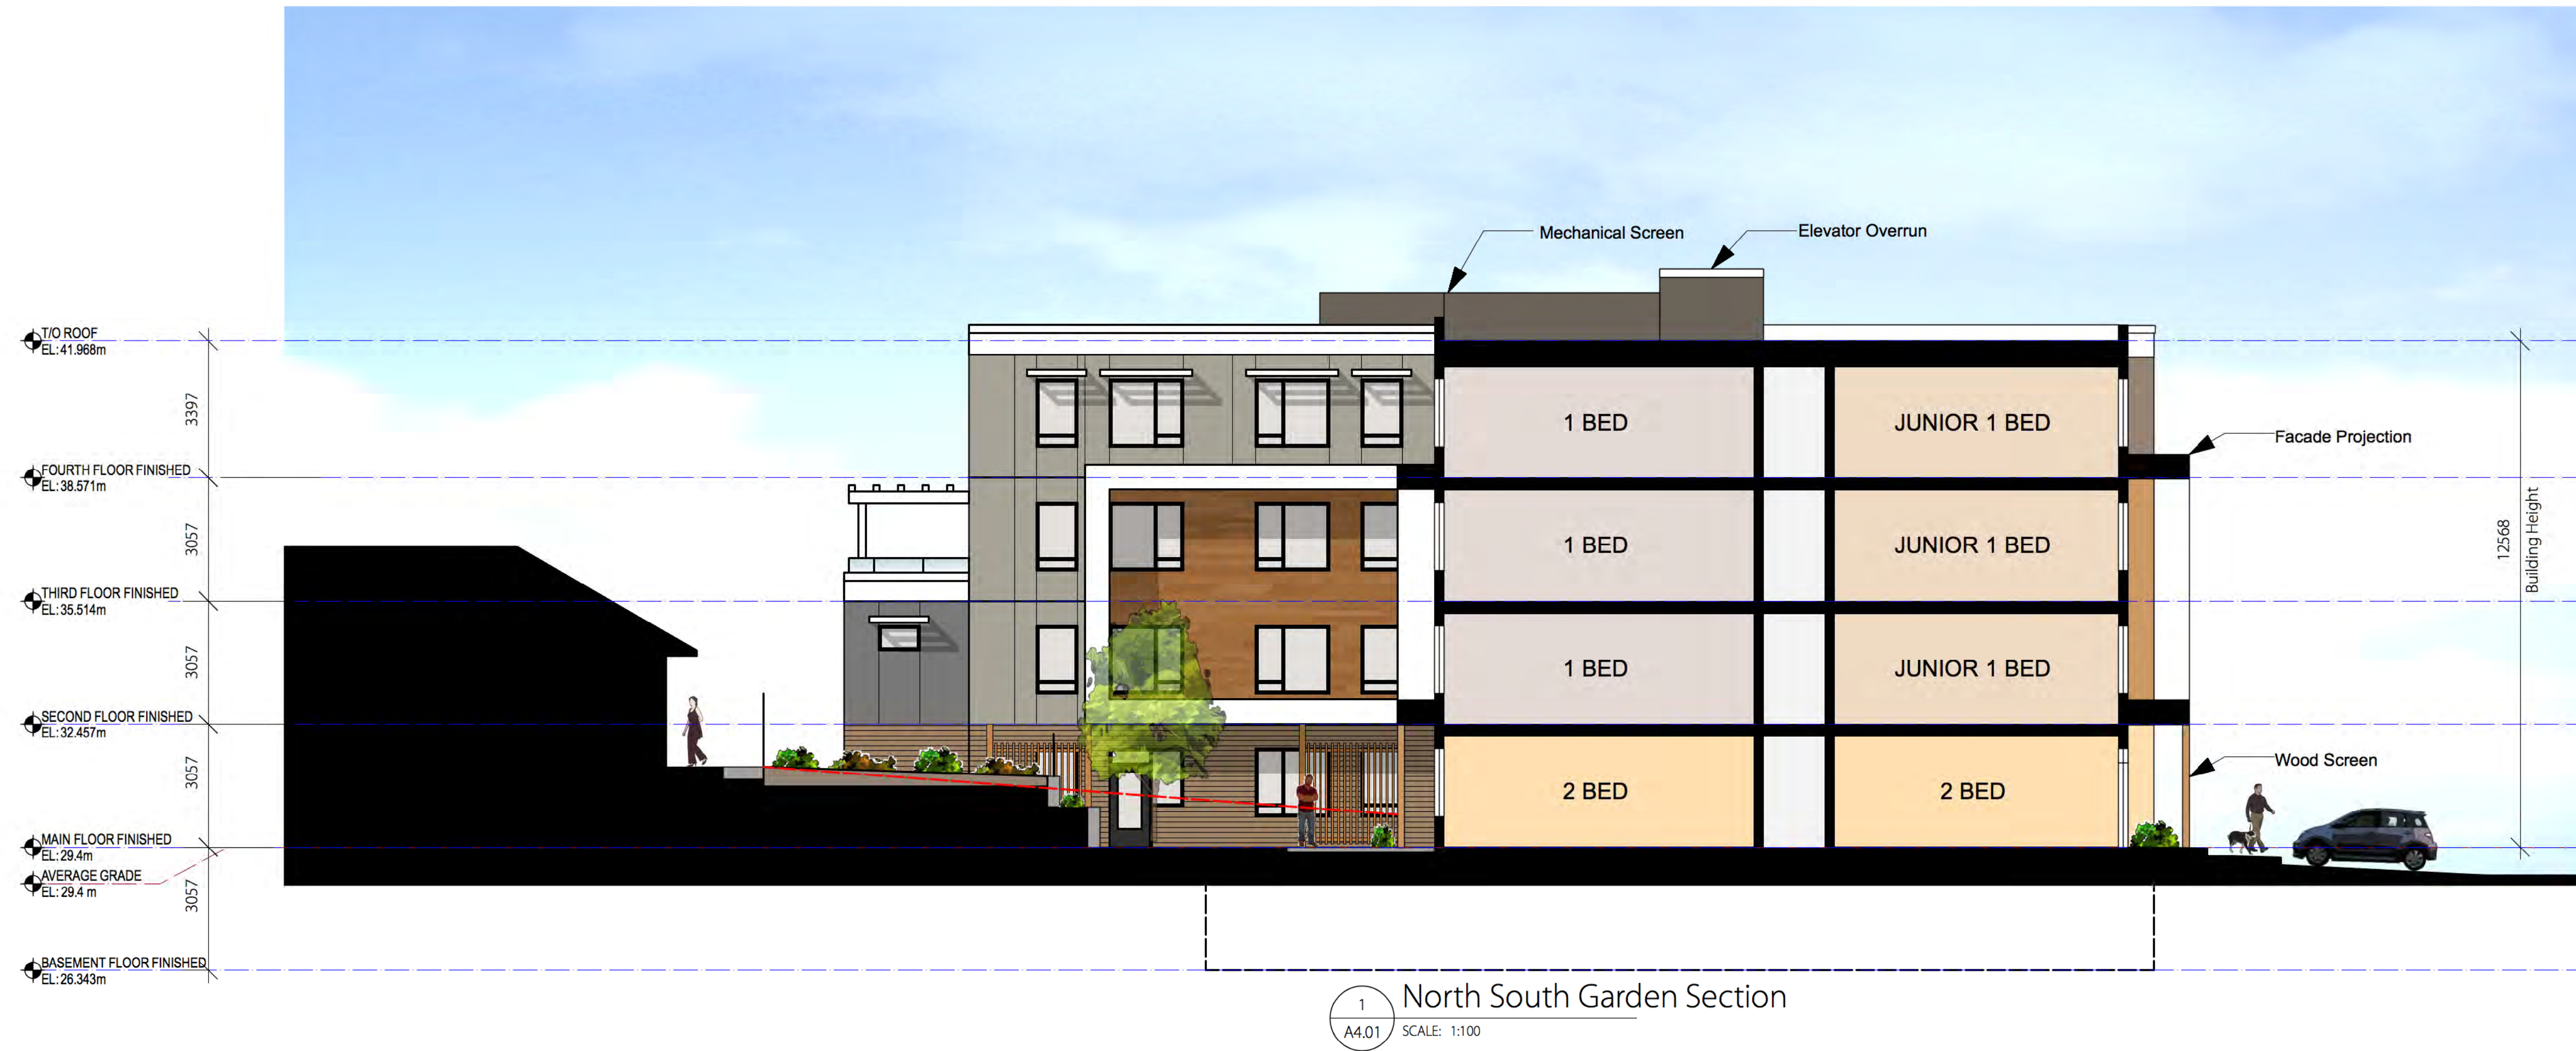 Mechanical Screen
Elevator Overrun
T/O ROOF
EL:41.968m
3397
1 BED
JUNIOR 1 BED
Facade Projection
FOURTH FLOOR FINISHED
EL:38.571m
3057
1 BED
JUNIOR 1 BED
12568
Building Height
THIRD FLOOR FINISHED
EL:35.514m
3057
1 BED
JUNIOR 1 BED
SECOND FLOOR FINISHED
EL:32.457m
3057
2 BED
2 BED
Wood Screen
MAIN FLOOR FINISHED
EL:29.4m
AVERAGE GRADE
EL: 29.4 m
3057
BASEMENT FLOOR FINISHED
EL:26.343m
1
A4.01
North South Garden Section
SCALE: 1:100